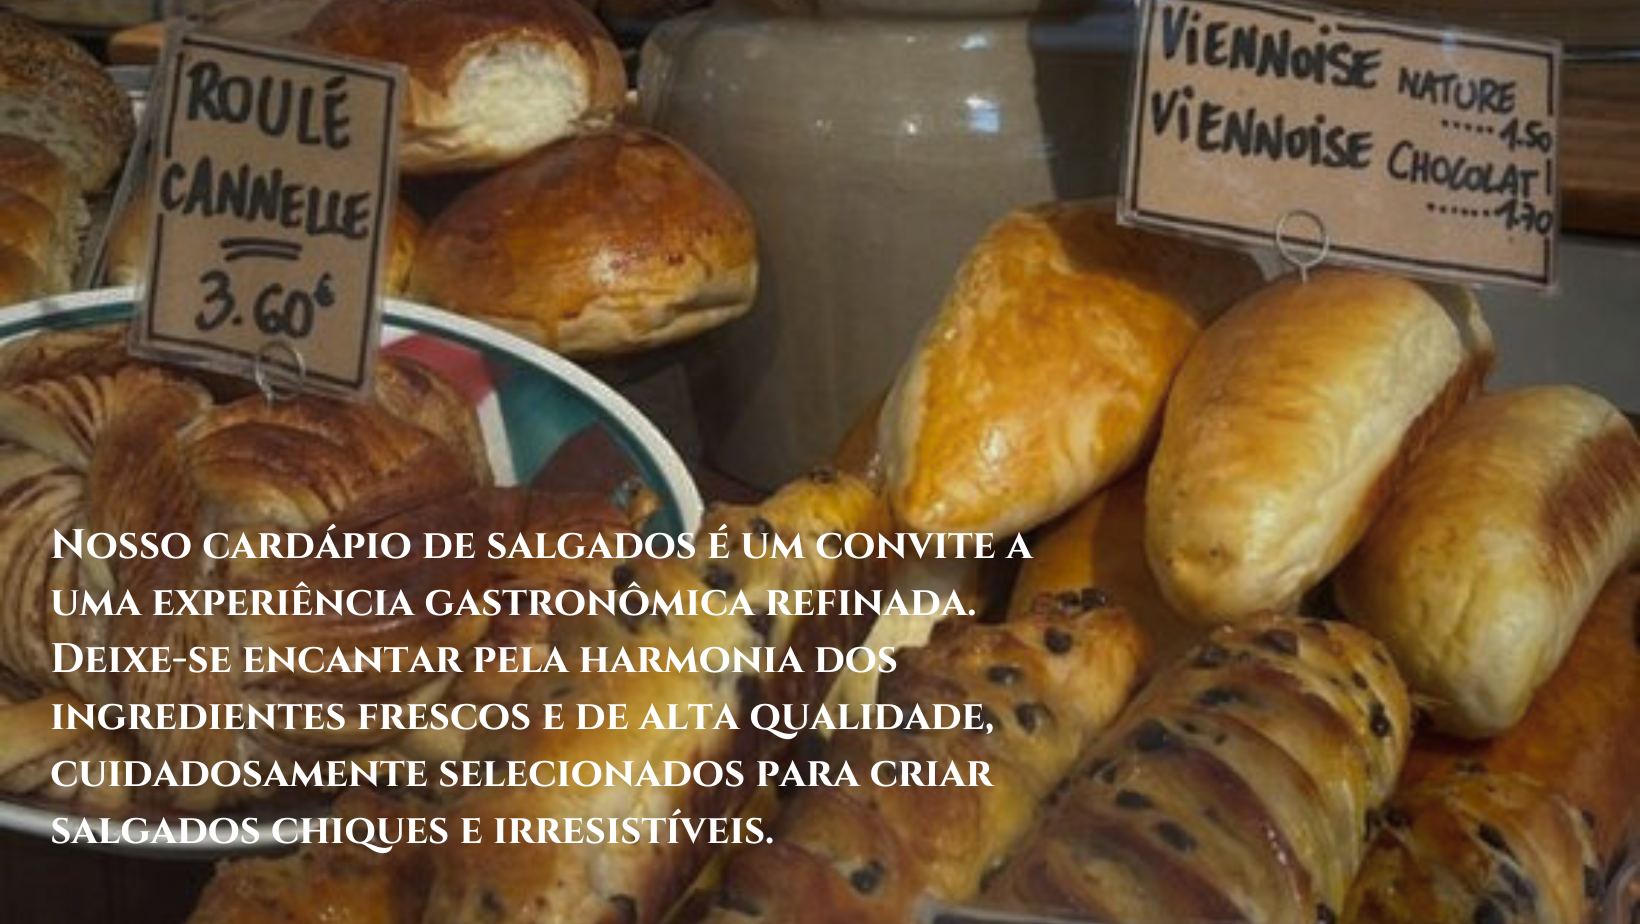 ROULÉ
CANNELLE
3.60€
VIENNOISE NATURE
.....1.50
VIENNOISE CHOCOLAT
......1.70
Nosso cardápio de salgados é um convite a
uma experiência gastronômica refinada.
Deixe-se encantar pela harmonia dos
ingredientes frescos e de alta qualidade,
cuidadosamente selecionados para criar
salgados chiques e irresistíveis.